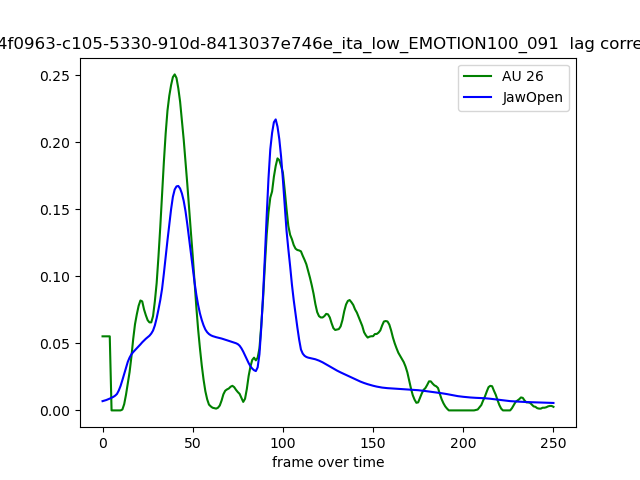 4f0963-c105-5330-910d-8413037e746e_ita_low_EMOTION100_091 lag corre
AU 26
JawOpen
0.25
0.20
0.15
0.10
0.05
0.00
0 50 100 150 200 250
frame over time